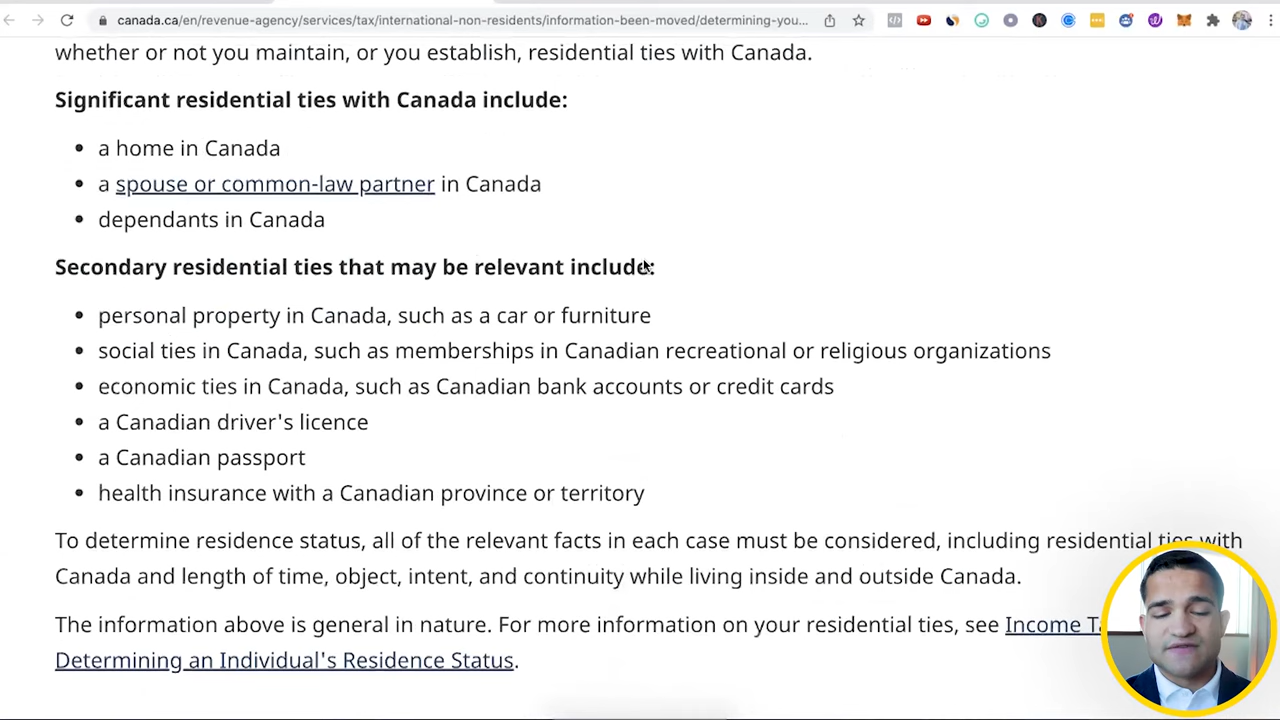 canada.ca/en/revenue-agency/services/tax/international-non-residents/information-been-moved/determining-you...
whether or not you maintain, or you establish, residential ties with Canada.
Significant residential ties with Canada include:
• a home in Canada
• a spouse or common-law partner in Canada
• dependants in Canada
Secondary residential ties that may be relevant include:
• personal property in Canada, such as a car or furniture
• social ties in Canada, such as memberships in Canadian recreational or religious organizations
• economic ties in Canada, such as Canadian bank accounts or credit cards
• a Canadian driver's licence
• a Canadian passport
• health insurance with a Canadian province or territory
To determine residence status, all of the relevant facts in each case must be considered, including residential ties with
Canada and length of time, object, intent, and continuity while living inside and outside Canada.
The information above is general in nature. For more information on your residential ties, see Income
Determining an Individual's Residence Status.